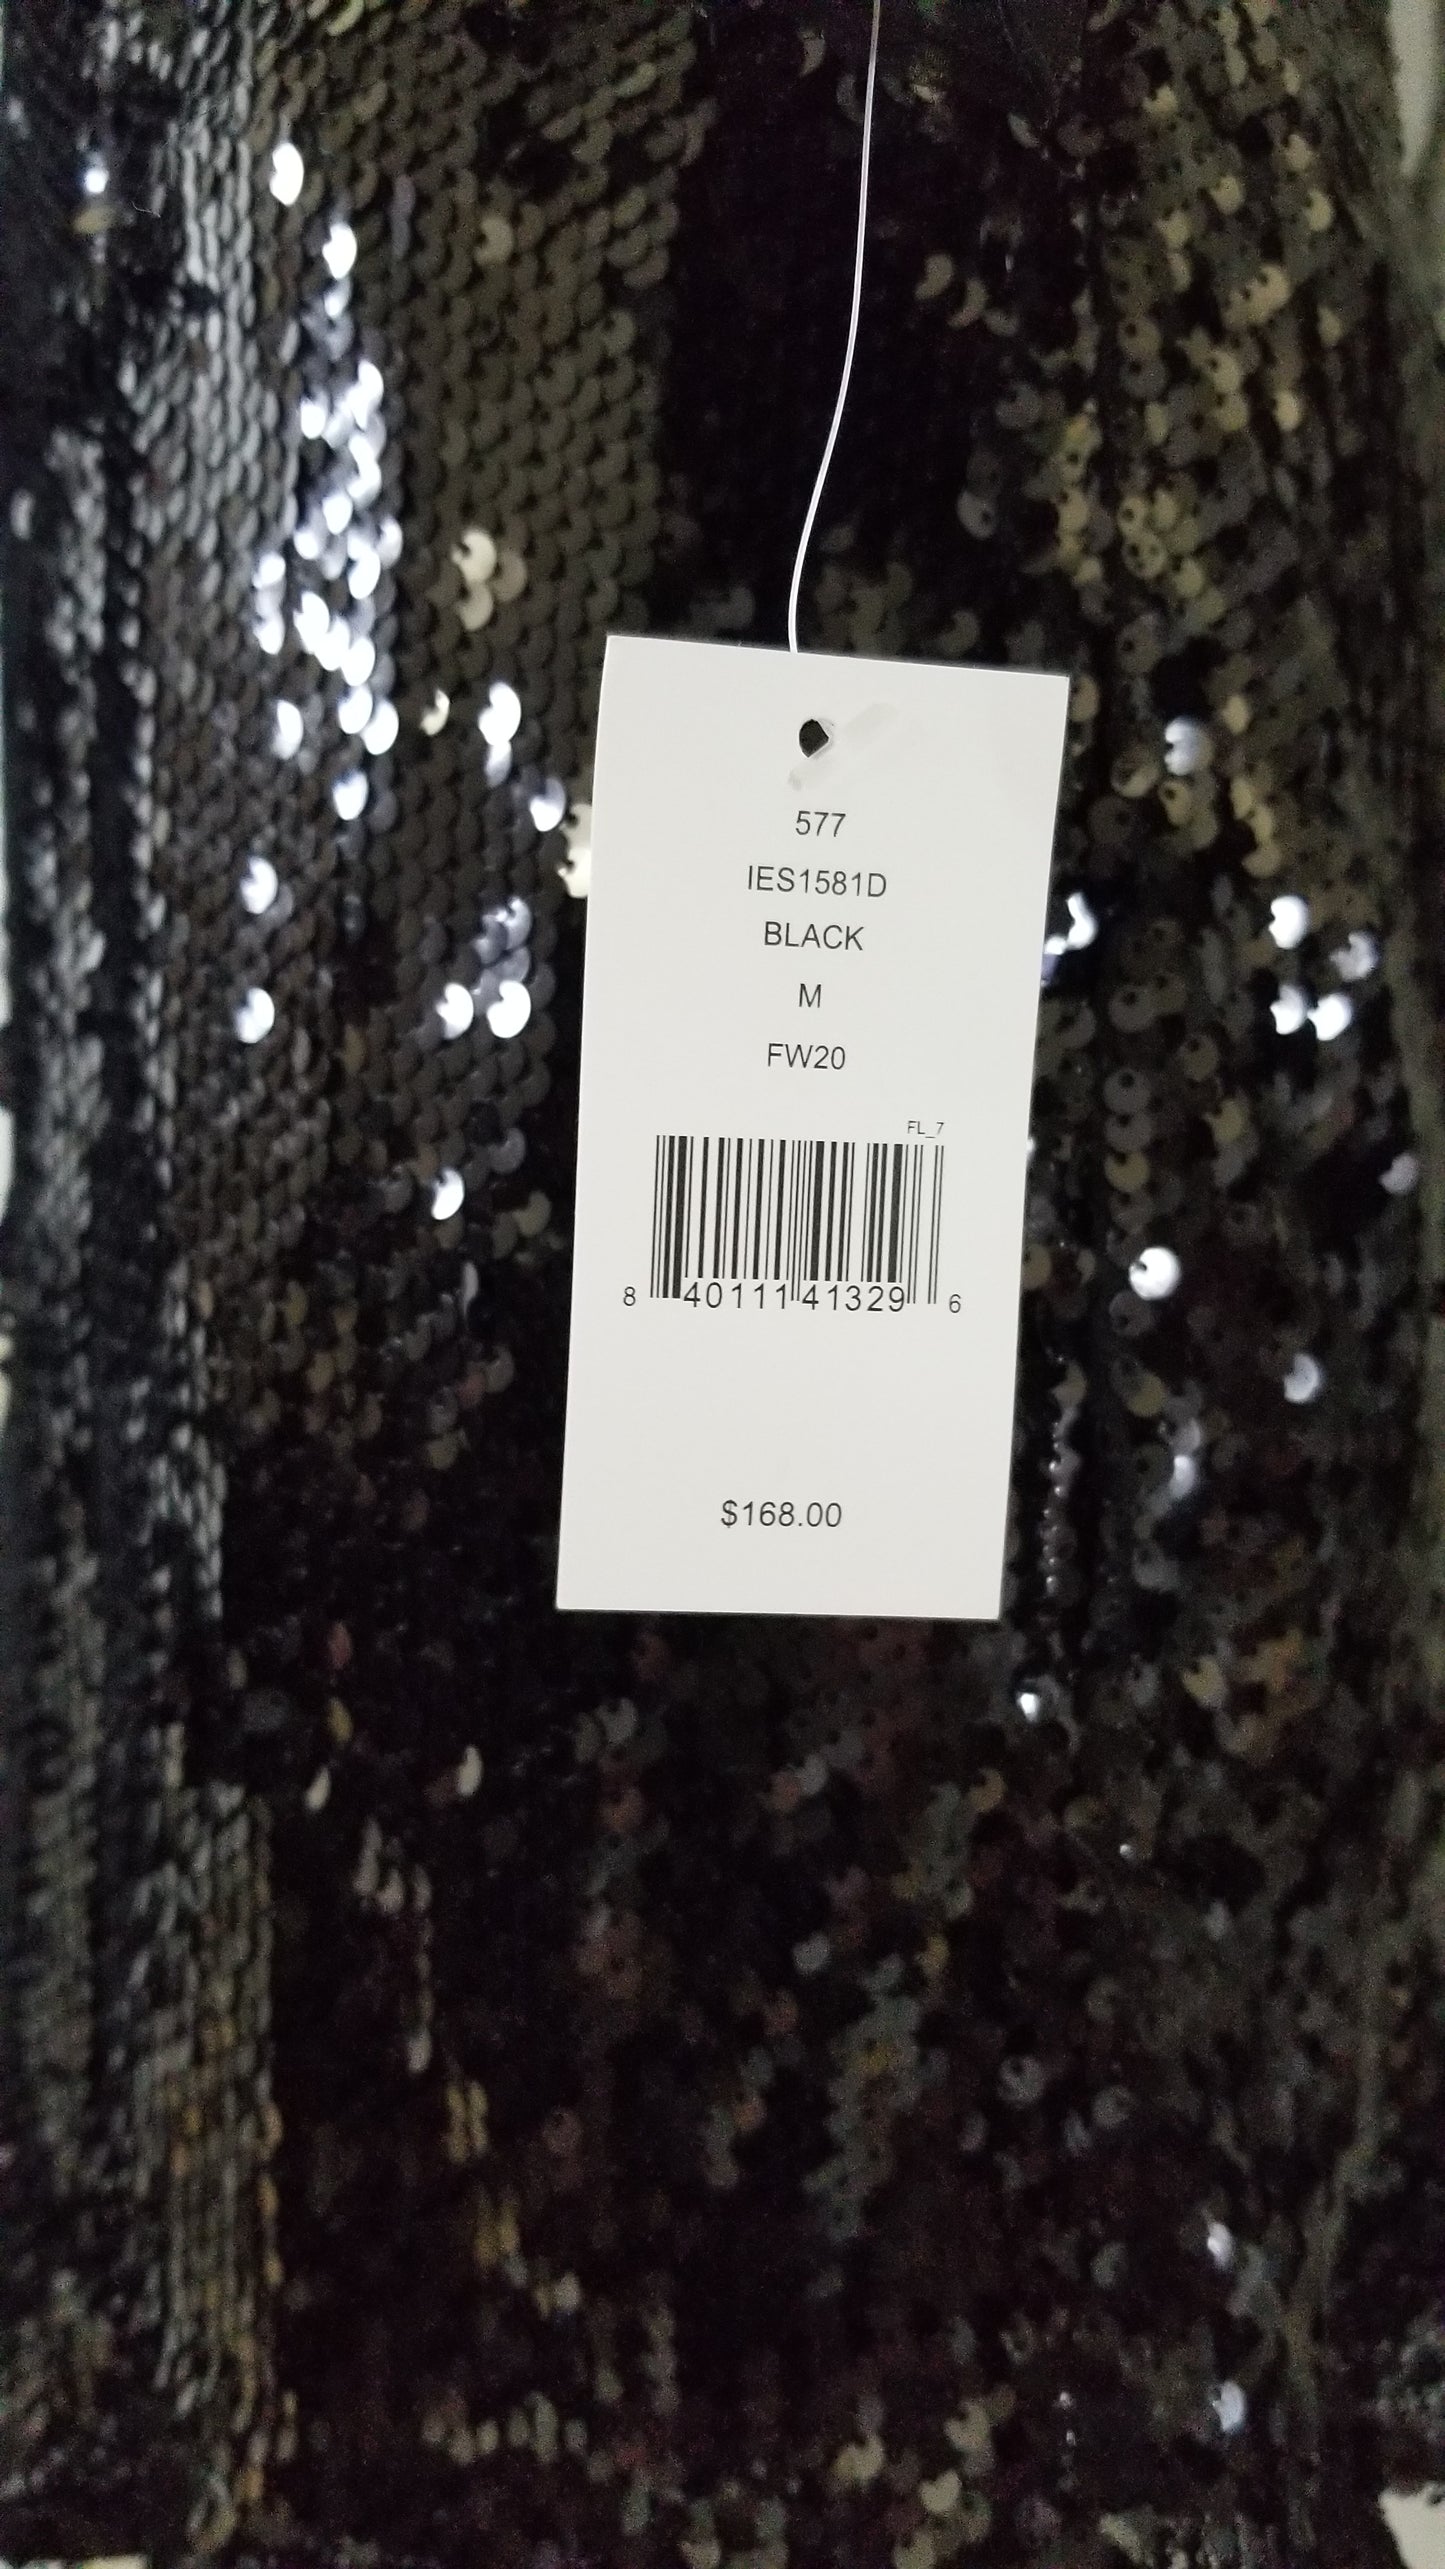 577
IES1581D
BLACK
M
FW20
FL_7
8 40111 41329 6
$168.00